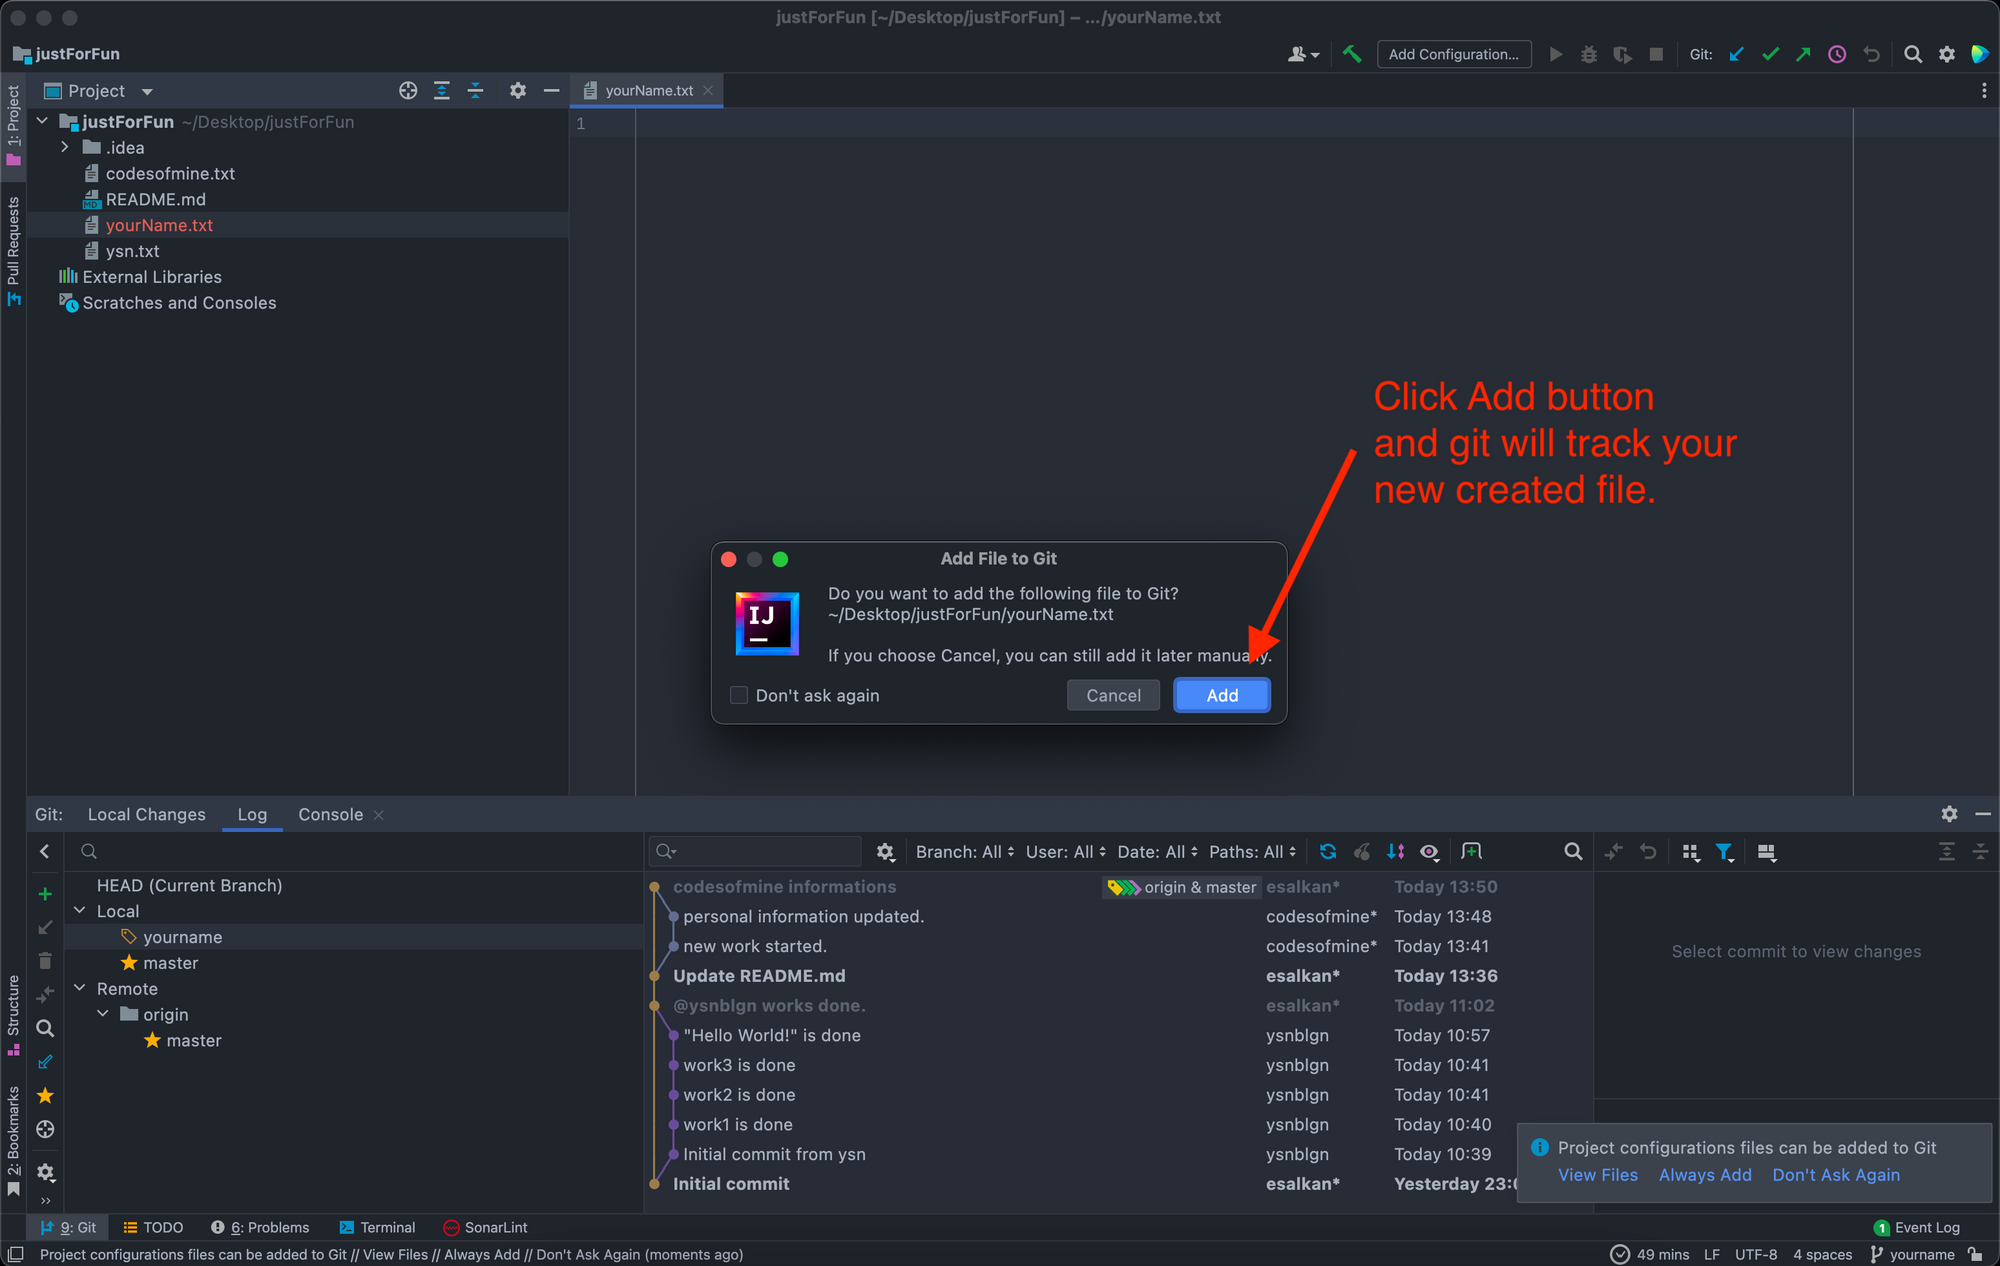 justForFun [~/Desktop/justForFun] – .../yourName.txt
justForFun
Add Configuration...
Git:
1: Project
Pull Requests
Structure
2: Bookmarks
Project
yourName.txt
justForFun ~/Desktop/justForFun
.idea
codesofmine.txt
README.md
yourName.txt
ysn.txt
External Libraries
Scratches and Consoles
1
Click Add button
and git will track your
new created file.
Add File to Git
IJ
Do you want to add the following file to Git?
~/Desktop/justForFun/yourName.txt
If you choose Cancel, you can still add it later manually.
Don't ask again
Cancel
Add
Git: Local Changes Log Console
Branch: All User: All Date: All Paths: All
HEAD (Current Branch)
Local
yourname
master
Remote
origin
master
codesofmine informations origin & master esalkan* Today 13:50
personal information updated. codesofmine* Today 13:48
new work started. codesofmine* Today 13:41
Update README.md esalkan* Today 13:36
@ysnblgn works done. esalkan* Today 11:02
"Hello World!" is done ysnblgn Today 10:57
work3 is done ysnblgn Today 10:41
work2 is done ysnblgn Today 10:41
work1 is done ysnblgn Today 10:40
Initial commit from ysn ysnblgn Today 10:39
Initial commit esalkan* Yesterday 23:0
Select commit to view changes
Project configurations files can be added to Git
View Files Always Add Don't Ask Again
9: Git TODO 6: Problems Terminal SonarLint
1 Event Log
Project configurations files can be added to Git // View Files // Always Add // Don't Ask Again (moments ago)
49 mins LF UTF-8 4 spaces yourname